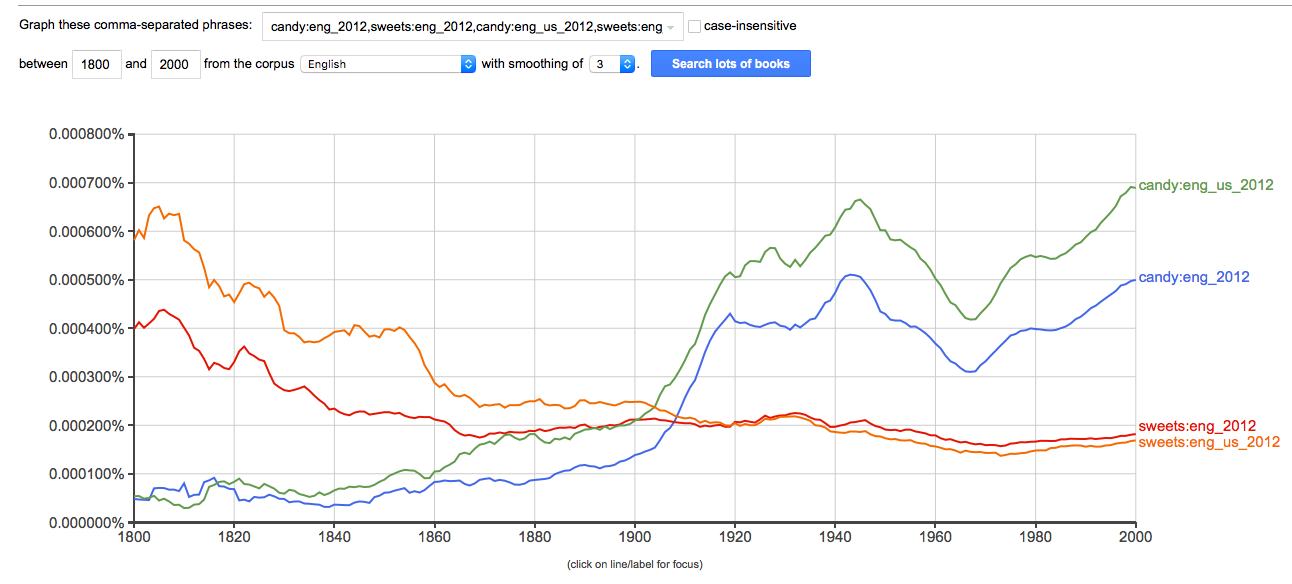 Graph these comma-separated phrases: candy:eng_2012,sweets:eng_2012,candy:eng_us_2012,sweets:eng case-insensitive
between 1800 and 2000 from the corpus English with smoothing of 3 . Search lots of books
0.000800%
0.000700%
0.000600%
0.000500%
0.000400%
0.000300%
0.000200%
0.000100%
0.000000%
candy:eng_us_2012
candy:eng_2012
sweets:eng_2012
sweets:eng_us_2012
1800 1820 1840 1860 1880 1900 1920 1940 1960 1980 2000
(click on line/label for focus)